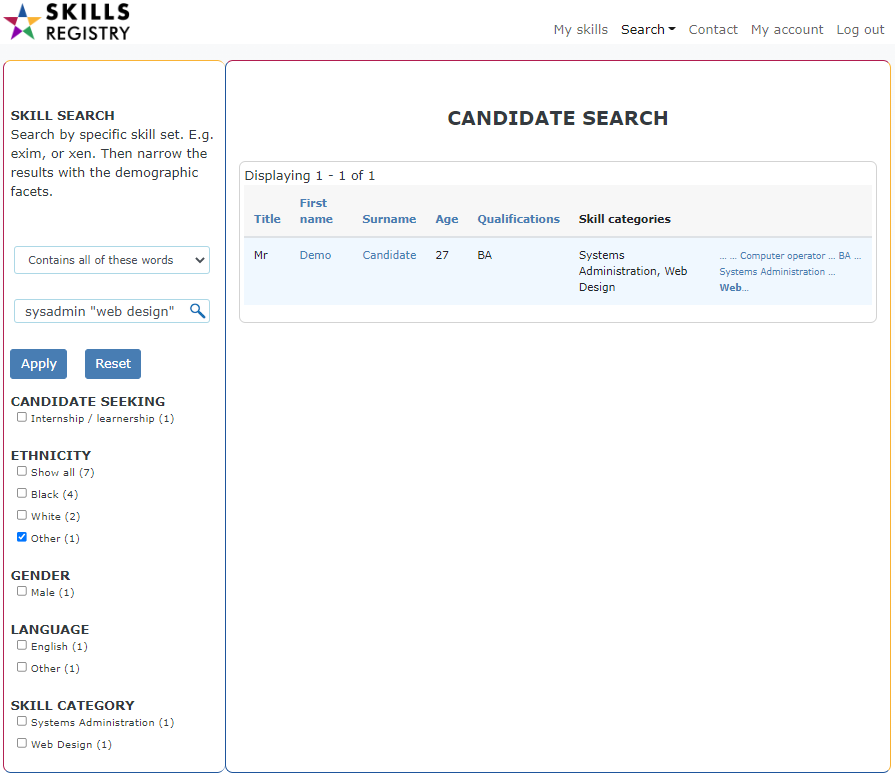 SKILLS
REGISTRY
My skills Search Contact My account Log out
SKILL SEARCH
Search by specific skill set. E.g.
exim, or xen. Then narrow the
results with the demographic
facets.
Contains all of these words
sysadmin "web design"
Apply Reset
CANDIDATE SEEKING
Internship / learnership (1)
ETHNICITY
Show all (7)
Black (4)
White (2)
Other (1)
GENDER
Male (1)
LANGUAGE
English (1)
Other (1)
SKILL CATEGORY
Systems Administration (1)
Web Design (1)
CANDIDATE SEARCH
Displaying 1 - 1 of 1
Title First name Surname Age Qualifications Skill categories
Mr Demo Candidate 27 BA Systems Administration, Web Design
... ... Computer operator ... BA ...
Systems Administration ...
Web...